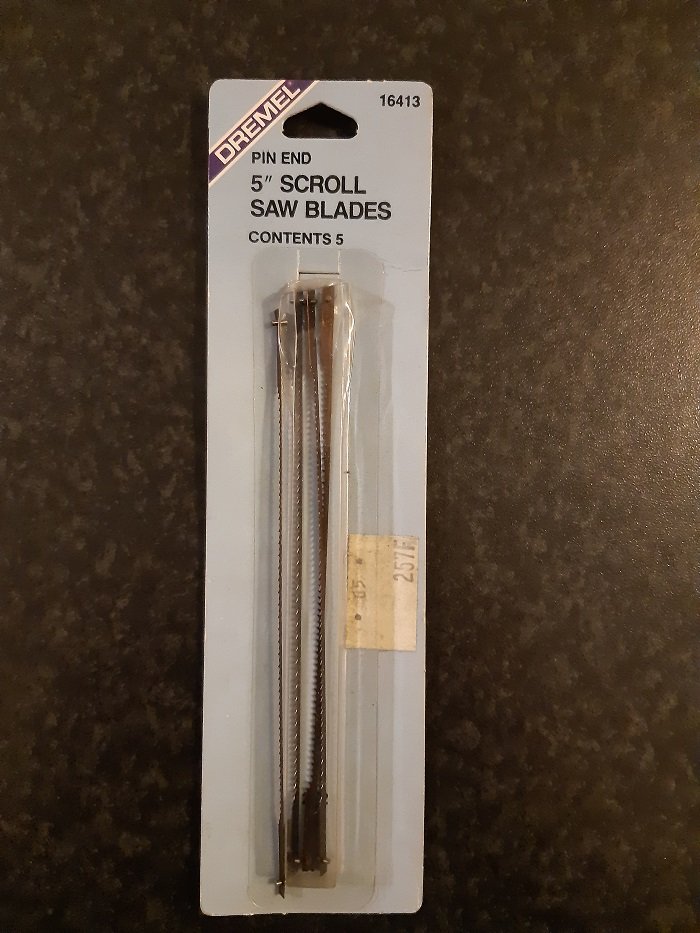 DREMEL
16413
PIN END
5" SCROLL
SAW BLADES
CONTENTS 5